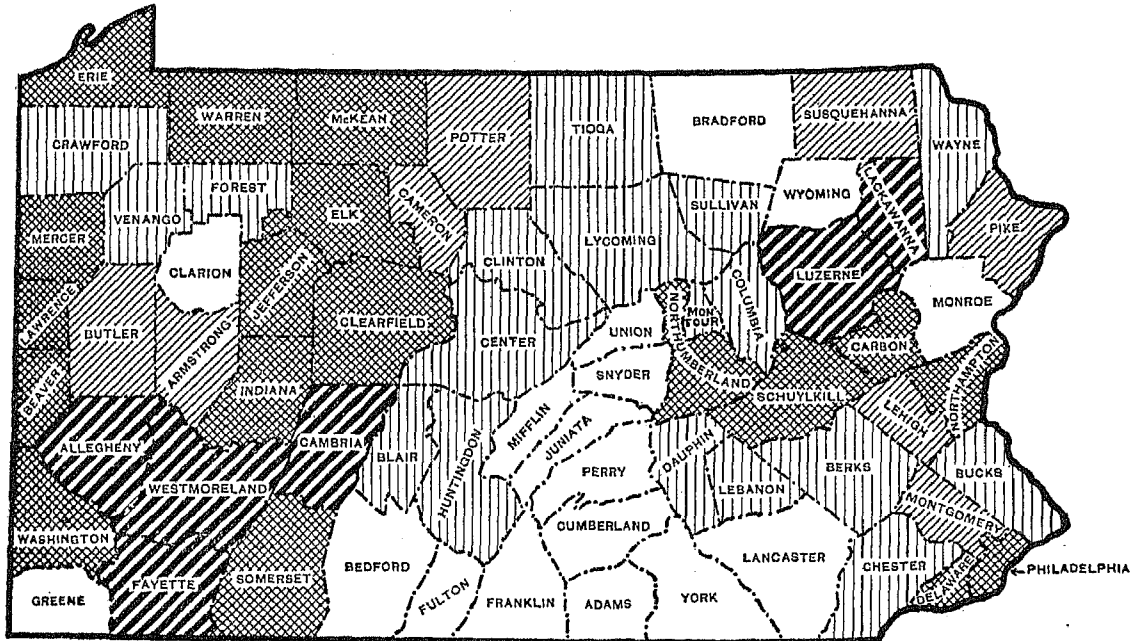 ERIE
WARREN
McKEAN
POTTER
TIOGA
BRADFORD
SUSQUEHANNA
WAYNE
CRAWFORD
FOREST
VENANGO
ELK
CAMERON
SULLIVAN
WYOMING
LACKAWANNA
PIKE
MERCER
CLARION
JEFFERSON
CLINTON
LYCOMING
COLUMBIA
LUZERNE
MONROE
LAWRENCE
BUTLER
ARMSTRONG
CLEARFIELD
CENTER
UNION
MON
TOUR
NORTHUMBERLAND
CARBON
BEAVER
INDIANA
SNYDER
SCHUYLKILL
NORTHAMPTON
LEHIGH
ALLEGHENY
CAMBRIA
BLAIR
HUNTINGDON
MIFFLIN
JUNIATA
PERRY
DAUPHIN
LEBANON
BERKS
BUCKS
WESTMORELAND
MONTGOMERY
WASHINGTON
FAYETTE
SOMERSET
BEDFORD
CUMBERLAND
LANCASTER
CHESTER
DELAWARE
PHILADELPHIA
GREENE
FULTON
FRANKLIN
ADAMS
YORK